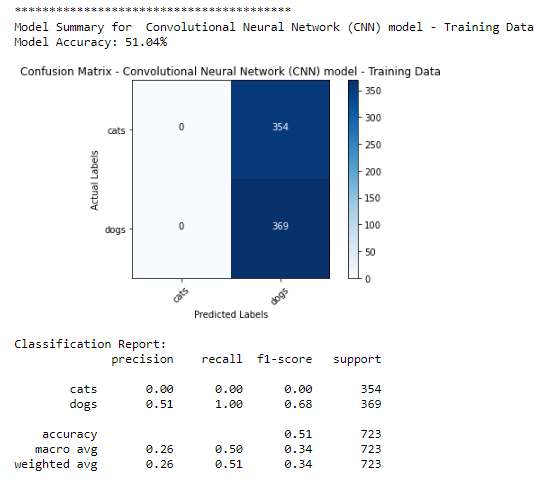 ****************************************
Model Summary for  Convolutional Neural Network (CNN) model - Training Data
Model Accuracy: 51.04%
Confusion Matrix - Convolutional Neural Network (CNN) model - Training Data
350
cats 0 354
300
250
200
Actual Labels
150
dogs 0 369
100
50
0
cats dogs
Predicted Labels
Classification Report:
precision recall f1-score support
cats 0.00 0.00 0.00 354
dogs 0.51 1.00 0.68 369
accuracy 0.51 723
macro avg 0.26 0.50 0.34 723
weighted avg 0.26 0.51 0.34 723